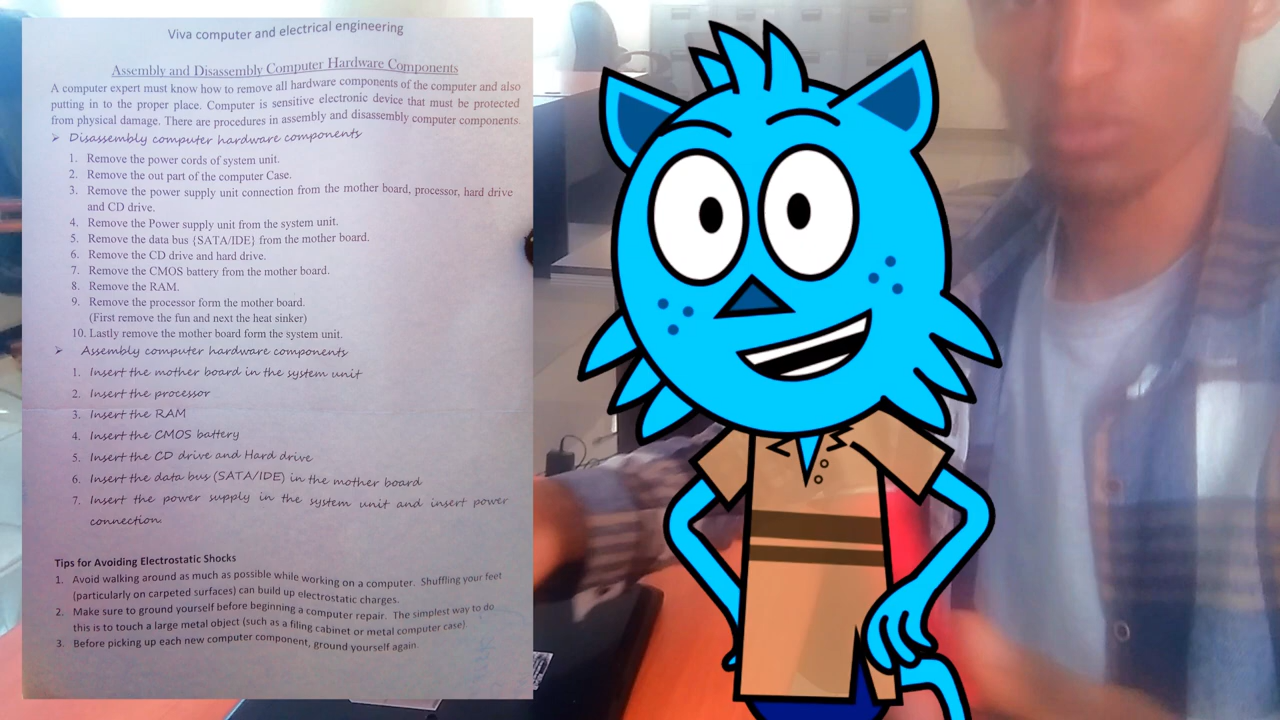 Viva computer and electrical engineering
Assembly and Disassembly Computer Hardware Components
A computer expert must know how to remove all hardware components of the computer and also
putting in to the proper place. Computer is sensitive electronic device that must be protected
from physical damage. There are procedures in assembly and disassembly computer components.
➢ Disassembly computer hardware components
1. Remove the power cords of system unit.
2. Remove the out part of the computer Case.
3. Remove the power supply unit connection from the mother board, processor, hard drive
and CD drive.
4. Remove the Power supply unit from the system unit.
5. Remove the data bus {SATA/IDE} from the mother board.
6. Remove the CD drive and hard drive.
7. Remove the CMOS battery from the mother board.
8. Remove the RAM.
9. Remove the processor form the mother board.
(First remove the fun and next the heat sinker)
10. Lastly remove the mother board form the system unit.
➢ Assembly computer hardware components
1. Insert the mother board in the system unit
2. Insert the processor
3. Insert the RAM
4. Insert the CMOS battery
5. Insert the CD drive and Hard drive
6. Insert the data bus (SATA/IDE) in the mother board
7. Insert the power supply in the system unit and insert power
connection.
Tips for Avoiding Electrostatic Shocks
1. Avoid walking around as much as possible while working on a computer. Shuffling your feet
(particularly on carpeted surfaces) can build up electrostatic charges.
2. Make sure to ground yourself before beginning a computer repair. The simplest way to do
this is to touch a large metal object (such as a filing cabinet or metal computer case).
3. Before picking up each new computer component, ground yourself again.